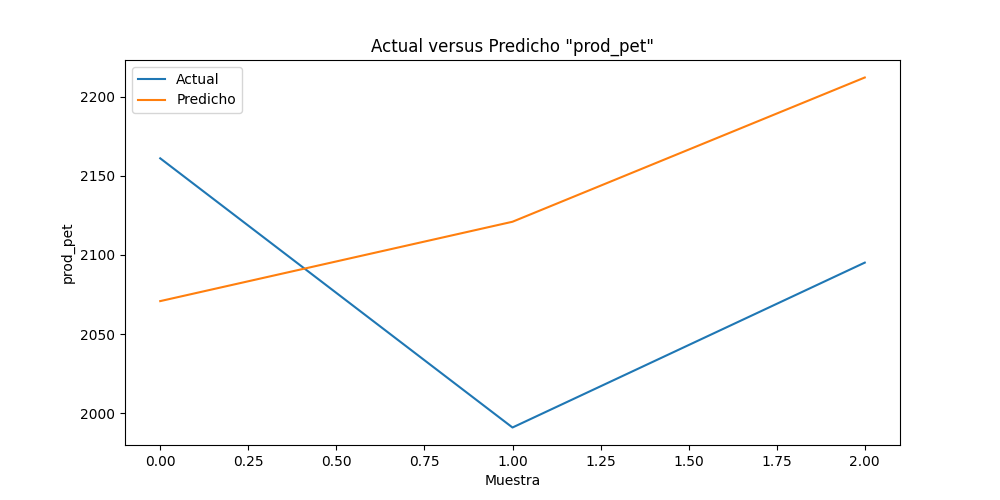 Actual versus Predicho "prod_pet"
Actual
Predicho
2200
2150
2100
2050
2000
prod_pet
0.00 0.25 0.50 0.75 1.00 1.25 1.50 1.75 2.00
Muestra